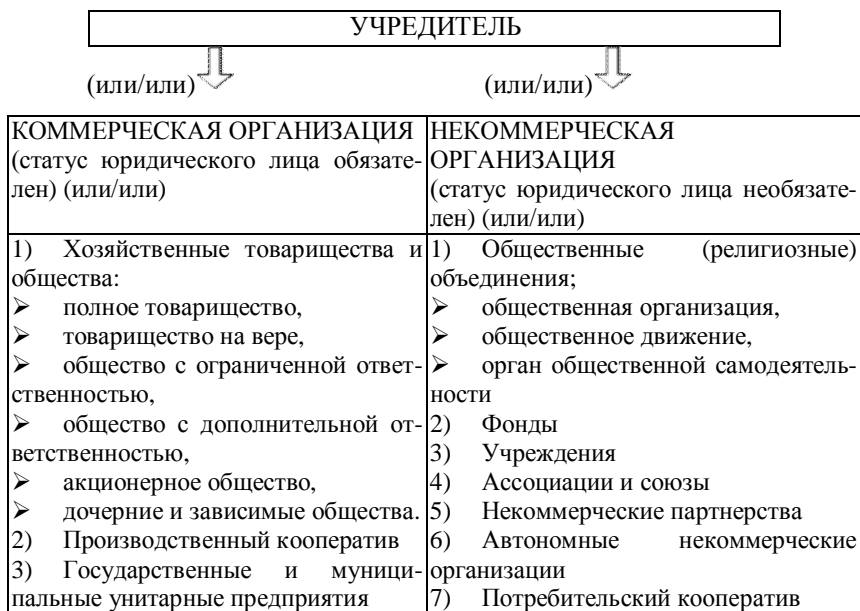 УЧРЕДИТЕЛЬ
(или/или)
(или/или)
КОММЕРЧЕСКАЯ ОРГАНИЗАЦИЯ
(статус юридического лица обязате-
лен) (или/или)
НЕКОММЕРЧЕСКАЯ
ОРГАНИЗАЦИЯ
(статус юридического лица необязате-
лен) (или/или)
1) Хозяйственные товарищества и
общества:
➢ полное товарищество,
➢ товарищество на вере,
➢ общество с ограниченной ответ-
ственностью,
➢ общество с дополнительной от-
ветственностью,
➢ акционерное общество,
➢ дочерние и зависимые общества.
2) Производственный кооператив
3) Государственные и муници-
пальные унитарные предприятия
1) Общественные (религиозные)
объединения;
➢ общественная организация,
➢ общественное движение,
➢ орган общественной самодеятель-
ности
2) Фонды
3) Учреждения
4) Ассоциации и союзы
5) Некоммерческие партнерства
6) Автономные некоммерческие
организации
7) Потребительский кооператив